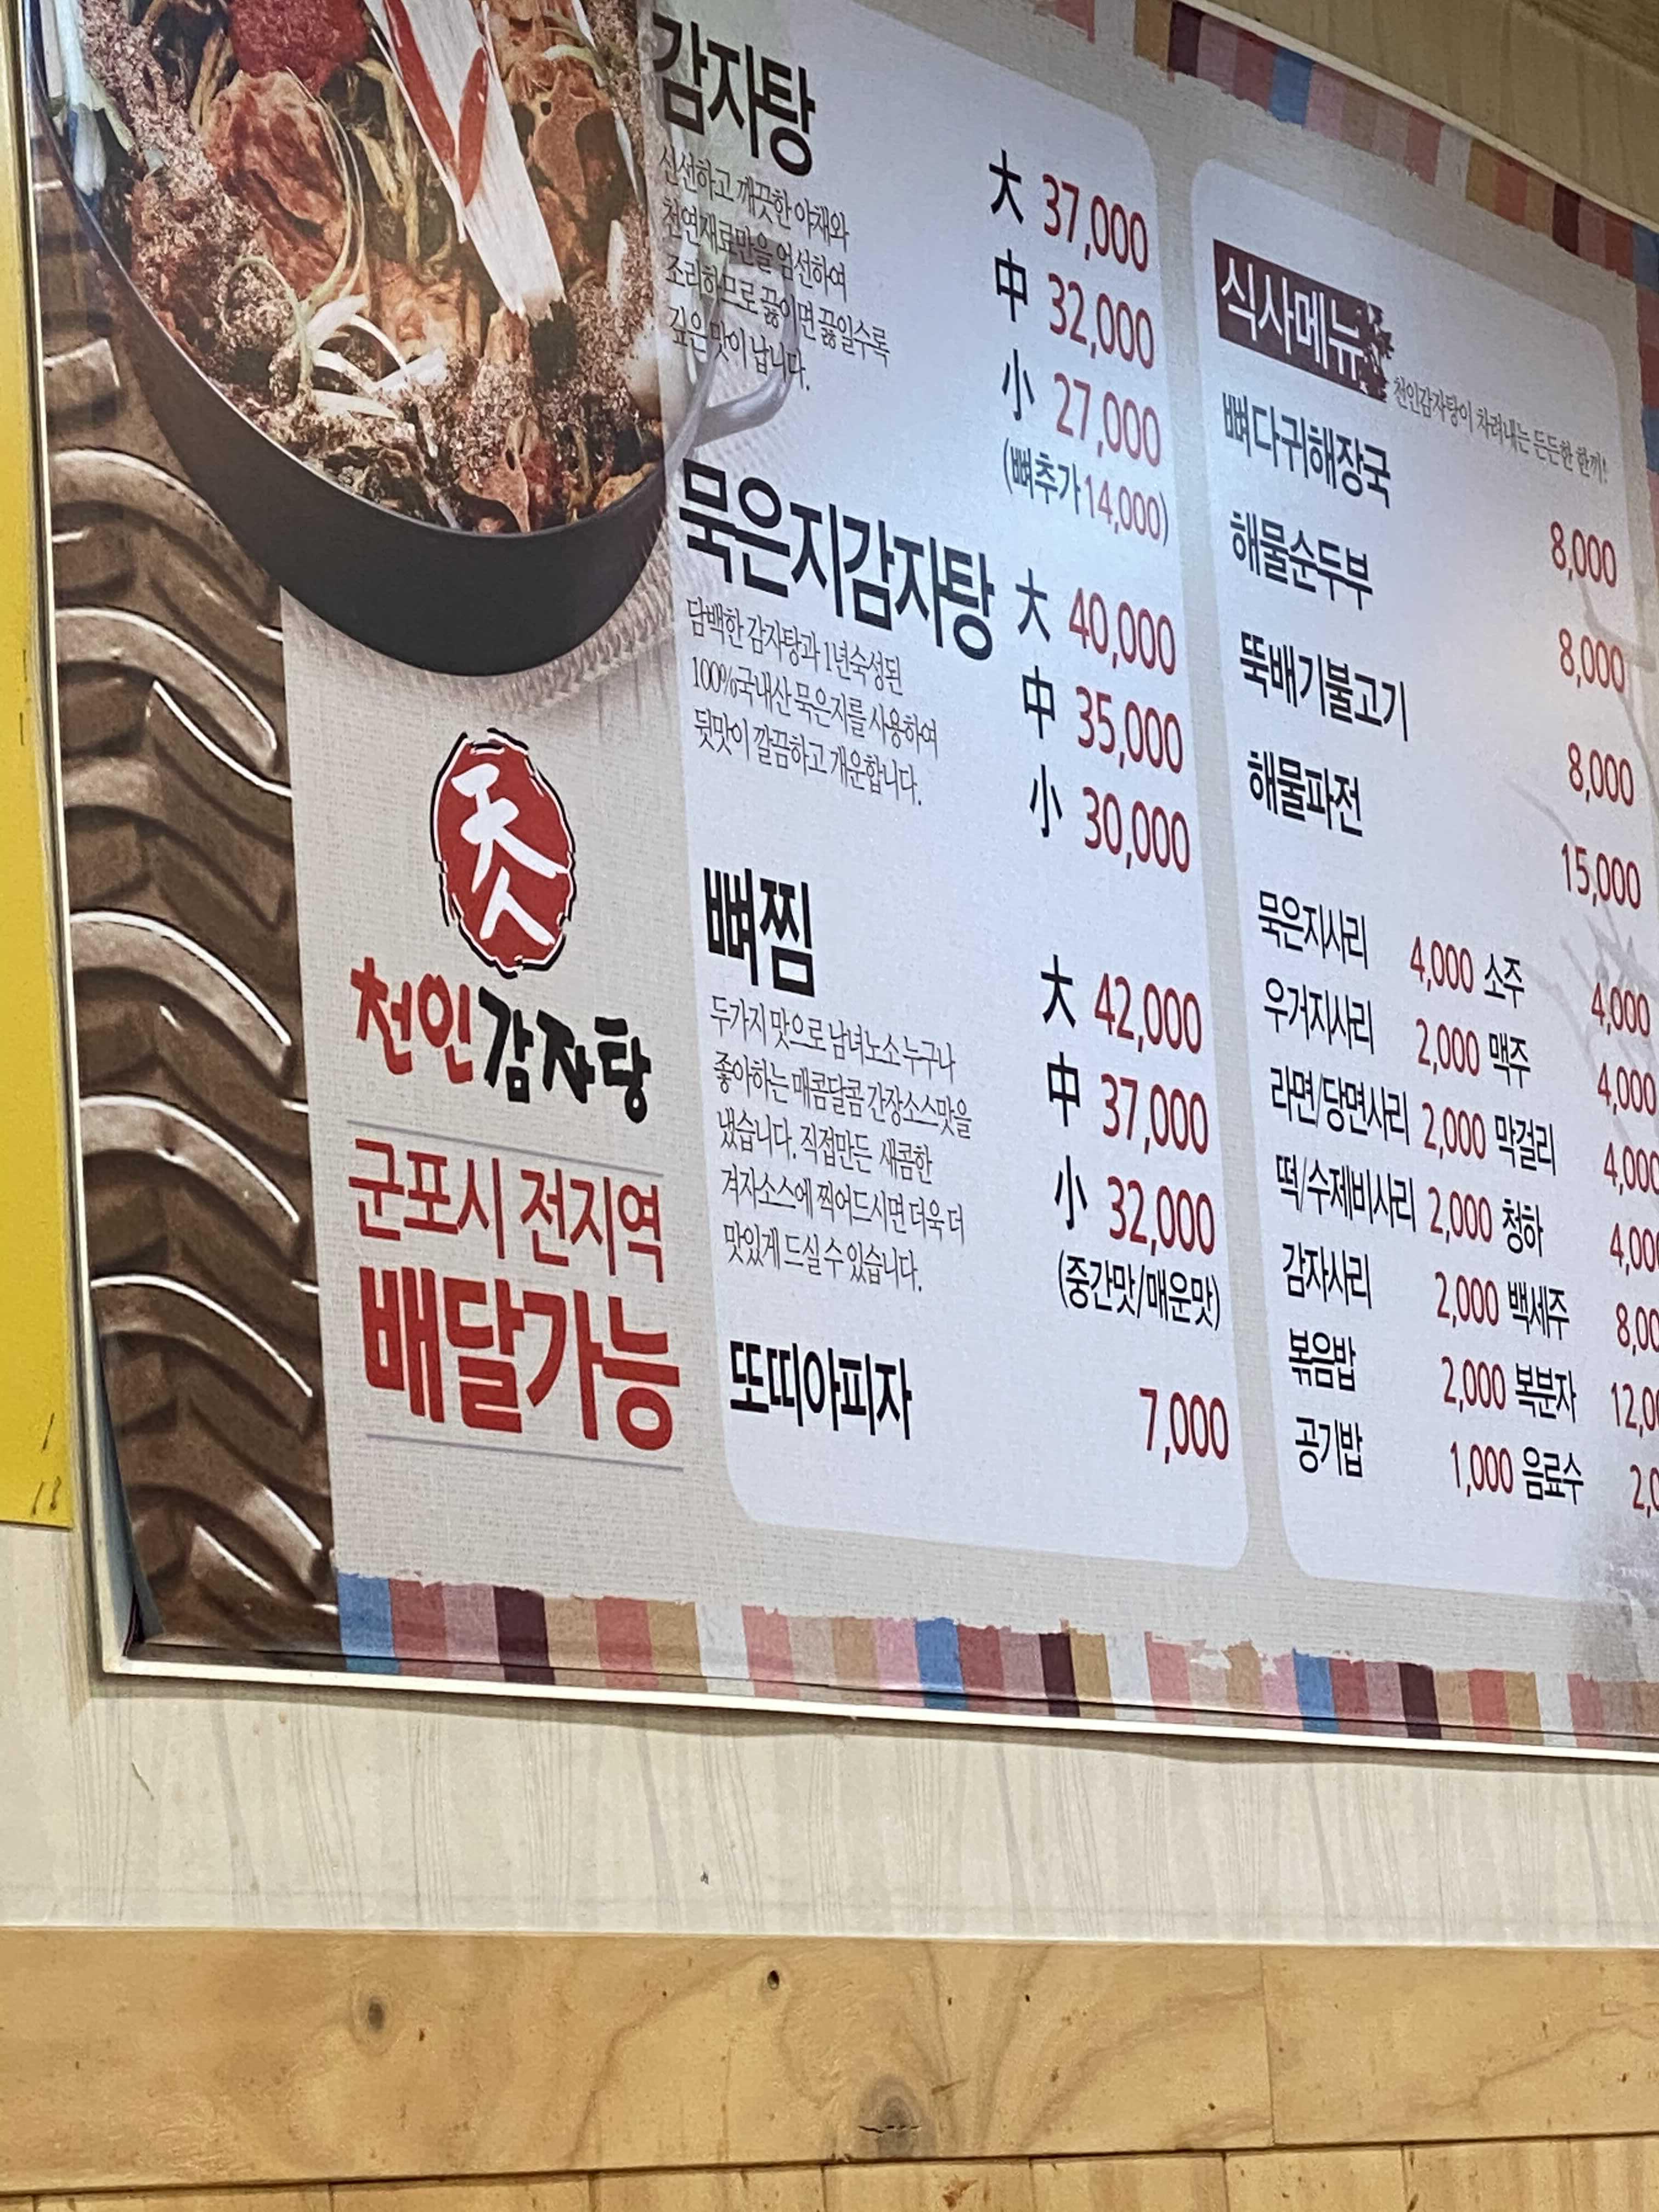 감자탕
신선하고 깨끗한 야채와
천연재료만을 엄선하여
조리하므로 끓이면 끓일수록
깊은 맛이 납니다.
大 37,000
中 32,000
小 27,000
(뼈추가14,000)
묵은지감자탕
담백한 감자탕과 1년숙성된
100%국내산 묵은지를 사용하여
뒷맛이 깔끔하고 개운합니다.
大 40,000
中 35,000
小 30,000
뼈찜
두가지 맛으로 남녀노소 누구나
좋아하는 매콤달콤 간장소스맛을
냈습니다. 직접만든 새콤한
겨자소스에 찍어드시면 더욱 더
맛있게 드실 수 있습니다.
大 42,000
中 37,000
小 32,000
(중간맛/매운맛)
또띠아피자 7,000
天人
천인감자탕
군포시 전지역
배달가능
식사메뉴
천인감자탕이 차려내는 든든한 한끼!
뼈다귀해장국 8,000
해물순두부 8,000
뚝배기불고기 8,000
해물파전 15,000
묵은지사리 4,000 소주 4,000
우거지사리 2,000 맥주 4,000
라면/당면사리 2,000 막걸리 4,000
떡/수제비사리 2,000 청하 4,000
감자사리 2,000 백세주 8,00
볶음밥 2,000 복분자 12,0
공기밥 1,000 음료수 2,0